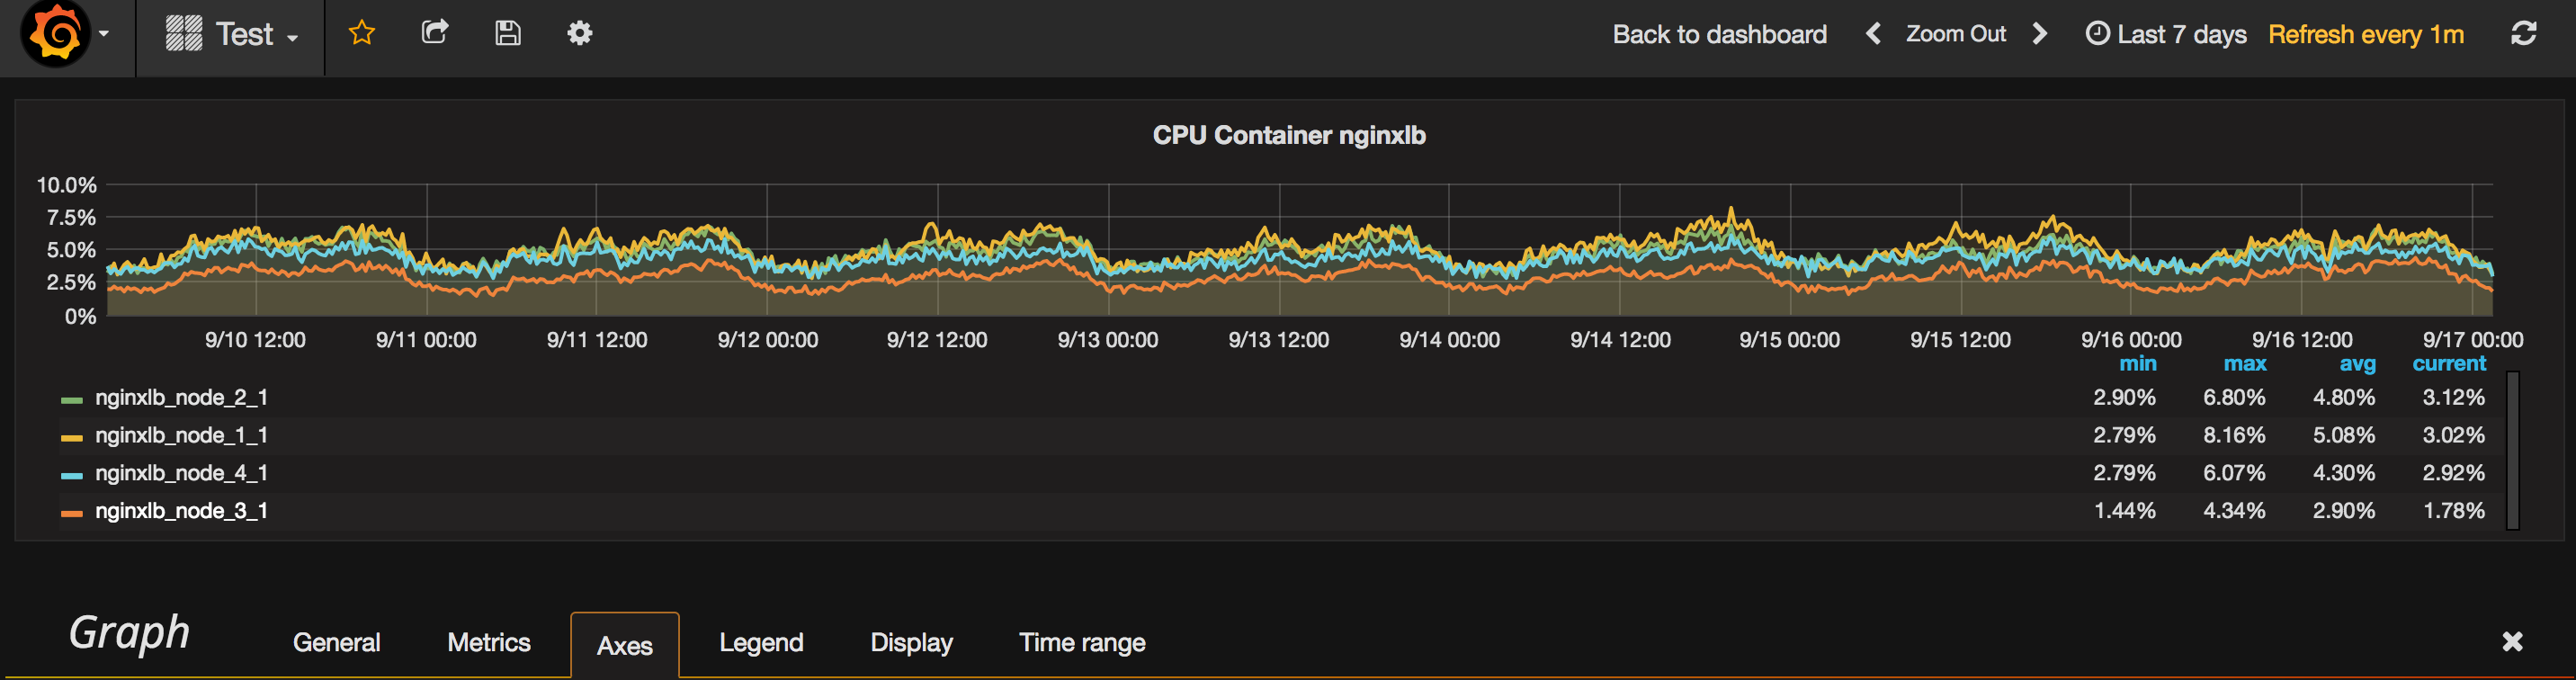 Test
Back to dashboard Zoom Out Last 7 days Refresh every 1m
CPU Container nginxlb
10.0%
7.5%
5.0%
2.5%
0%
9/10 12:00 9/11 00:00 9/11 12:00 9/12 00:00 9/12 12:00 9/13 00:00 9/13 12:00 9/14 00:00 9/14 12:00 9/15 00:00 9/15 12:00 9/16 00:00 9/16 12:00 9/17 00:00
min max avg current
nginxlb_node_2_1 2.90% 6.80% 4.80% 3.12%
nginxlb_node_1_1 2.79% 8.16% 5.08% 3.02%
nginxlb_node_4_1 2.79% 6.07% 4.30% 2.92%
nginxlb_node_3_1 1.44% 4.34% 2.90% 1.78%
Graph General Metrics Axes Legend Display Time range